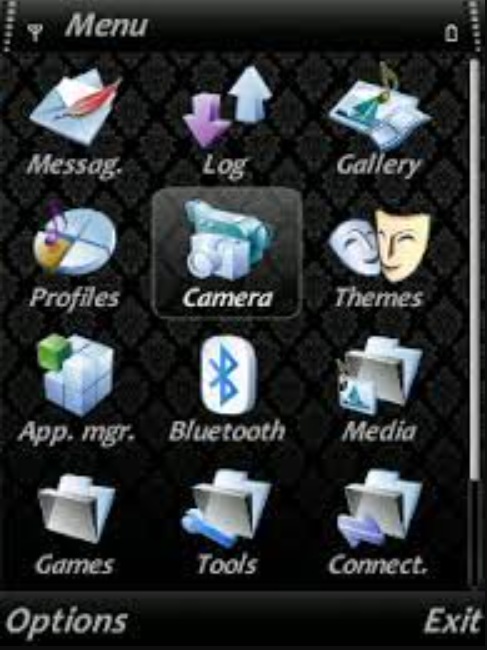 Menu
Messag. Log Gallery
Profiles Camera Themes
App. mgr. Bluetooth Media
Games Tools Connect.
Options Exit